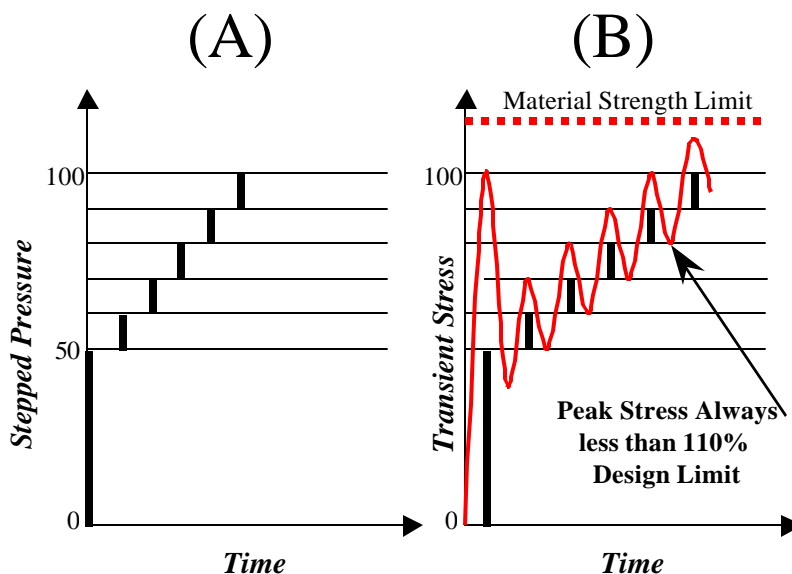 (A)
Stepped Pressure
100
50
0
Time
(B)
Material Strength Limit
Transient Stress
100
50
0
Peak Stress Always
less than 110%
Design Limit
Time